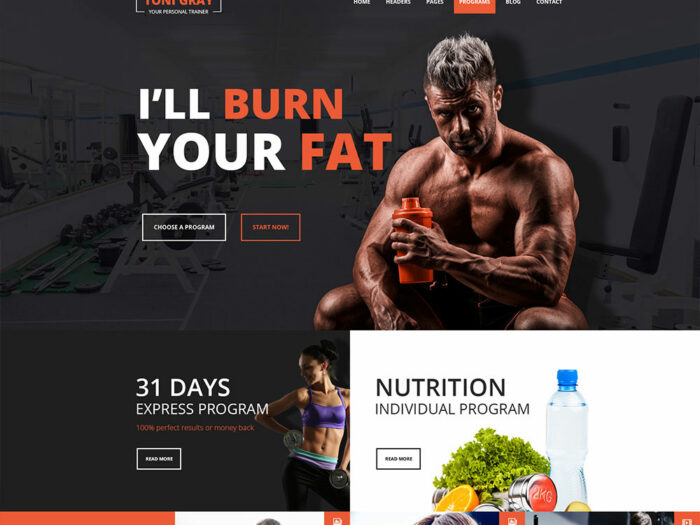 TONI GRAY
YOUR PERSONAL TRAINER
HOME HEADERS PAGES PROGRAMS BLOG CONTACT
I'LL BURN
YOUR FAT
CHOOSE A PROGRAM START NOW!
31 DAYS
EXPRESS PROGRAM
100% perfect results or money back
READ MORE
NUTRITION
INDIVIDUAL PROGRAM
READ MORE
2KG